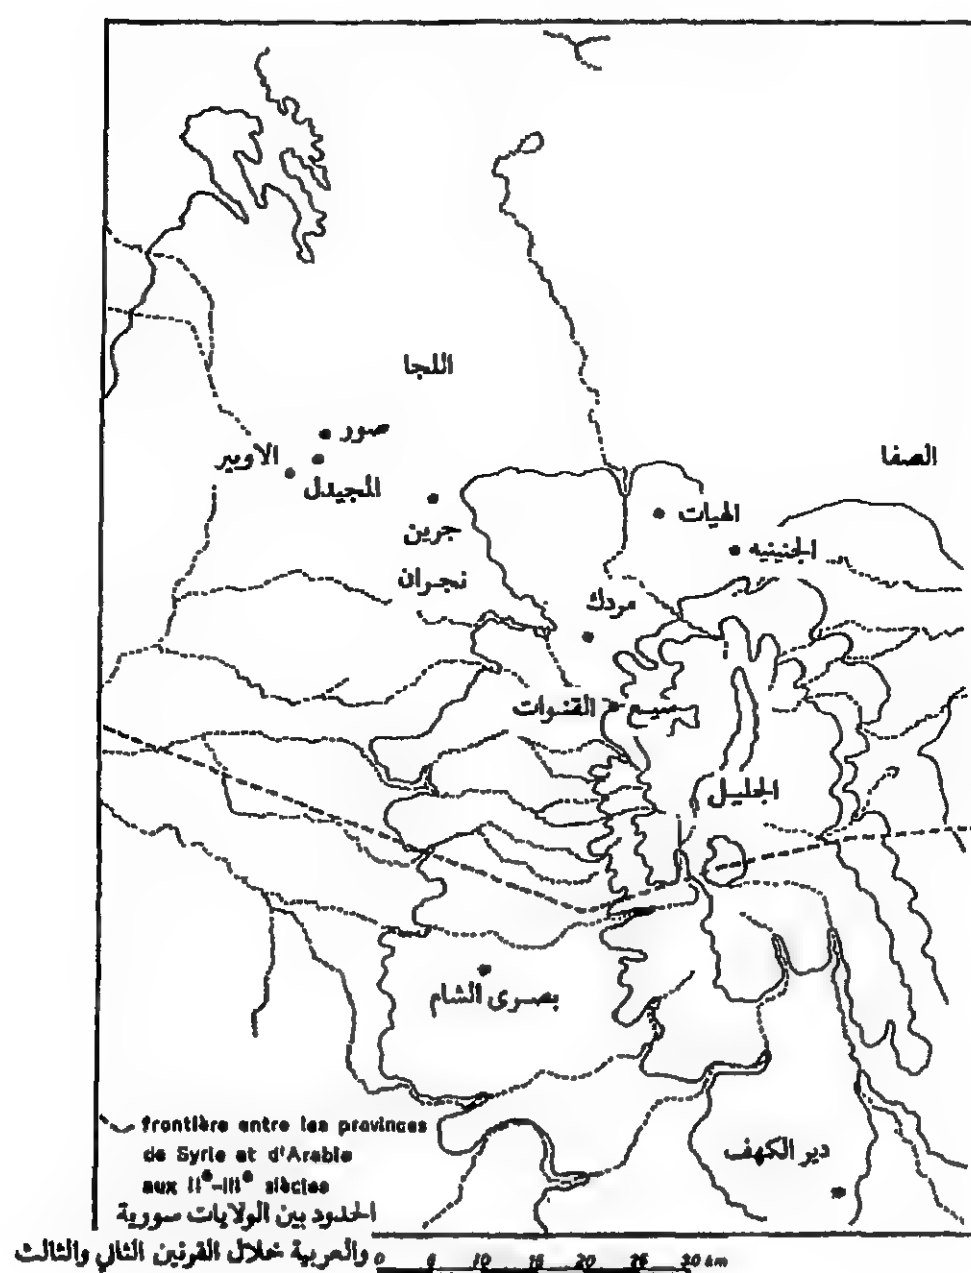 اللجا
صور
الصفا
الاوبير
المجيدل
جرين
الهيات
الجنينيه
نجران
مردك
القنوات
سيع
الجليل
بصرى الشام
frontière entre les provinces
de Syrie et d'Arabie
aux IIe-IIIe siècles
دير الكهف
الحدود بين الولايات سورية
والعربية خلال القرنين الثاني والثالث
0 5 10 15 20 25 30 km